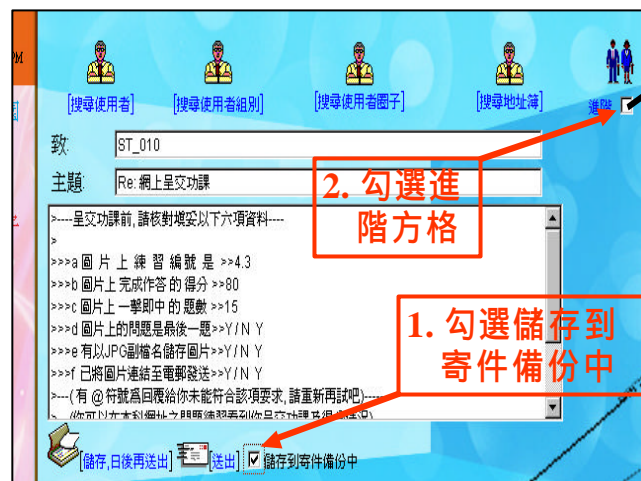 PM
[搜尋使用者] [搜尋使用者組別] [搜尋使用者圈子] [搜尋地址簿] 進階
致: ST_010
主題: Re: 網上呈交功課
2. 勾選進
階方格
>----呈交功課前,請核對增妥以下六項資料----
>
>>>a 圖 片 上 練 習 編 號 是 >>4.3
>>>b 圖片上 完成作答 的 得分 >>80
>>>c 圖片上 一擊即中 的 題數 >>15
>>>d 圖片上的問題是最後一題>>Y / N Y
>>>e 有以JPG副檔名儲存圖片>>Y / N Y
>>>f 已將圖片連結至電郵發送>>Y / N Y
>---( 有 @ 符號爲回覆給你未能符合該項要求,請重新再試吧)-----
1. 勾選儲存到
寄件備份中
[儲存,日後再送出] [送出] 儲存到寄件備份中